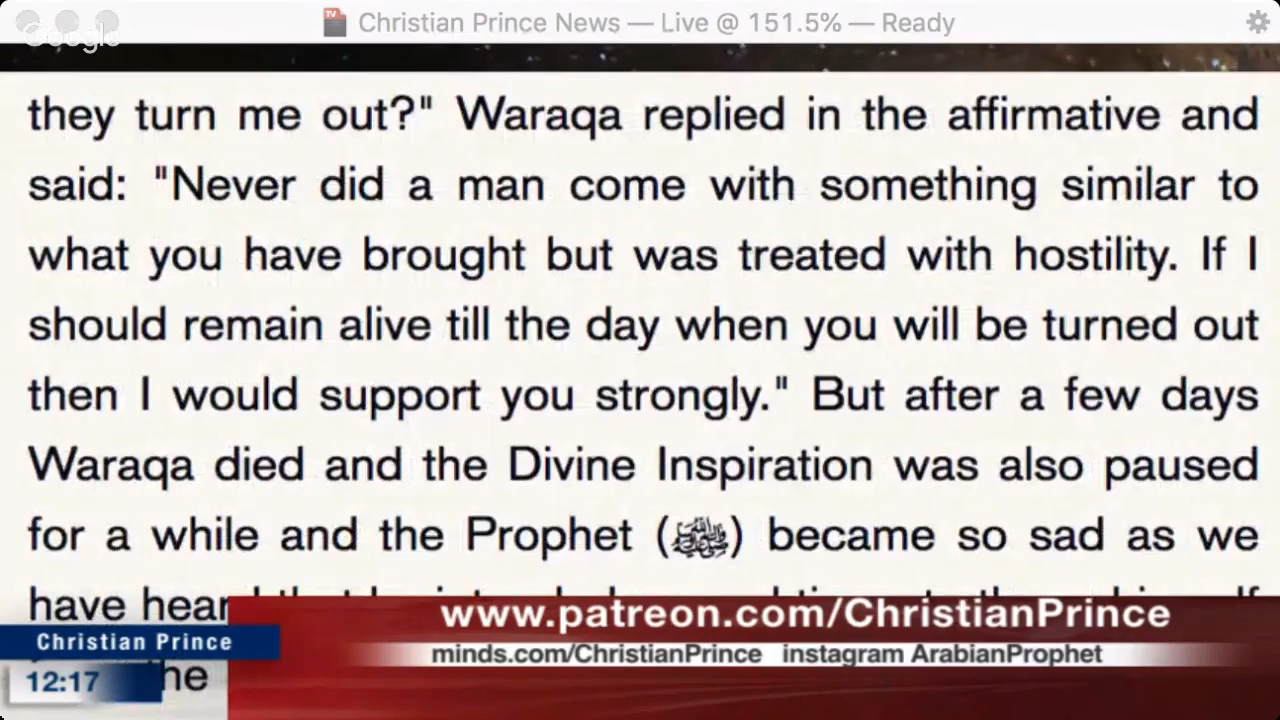 Christian Prince News — Live @ 151.5% — Ready
Google
they turn me out?" Waraqa replied in the affirmative and
said: "Never did a man come with something similar to
what you have brought but was treated with hostility. If I
should remain alive till the day when you will be turned out
then I would support you strongly." But after a few days
Waraqa died and the Divine Inspiration was also paused
for a while and the Prophet (ﷺ) became so sad as we
have hear
he
www.patreon.com/ChristianPrince
Christian Prince
minds.com/ChristianPrince instagram ArabianProphet
12:17